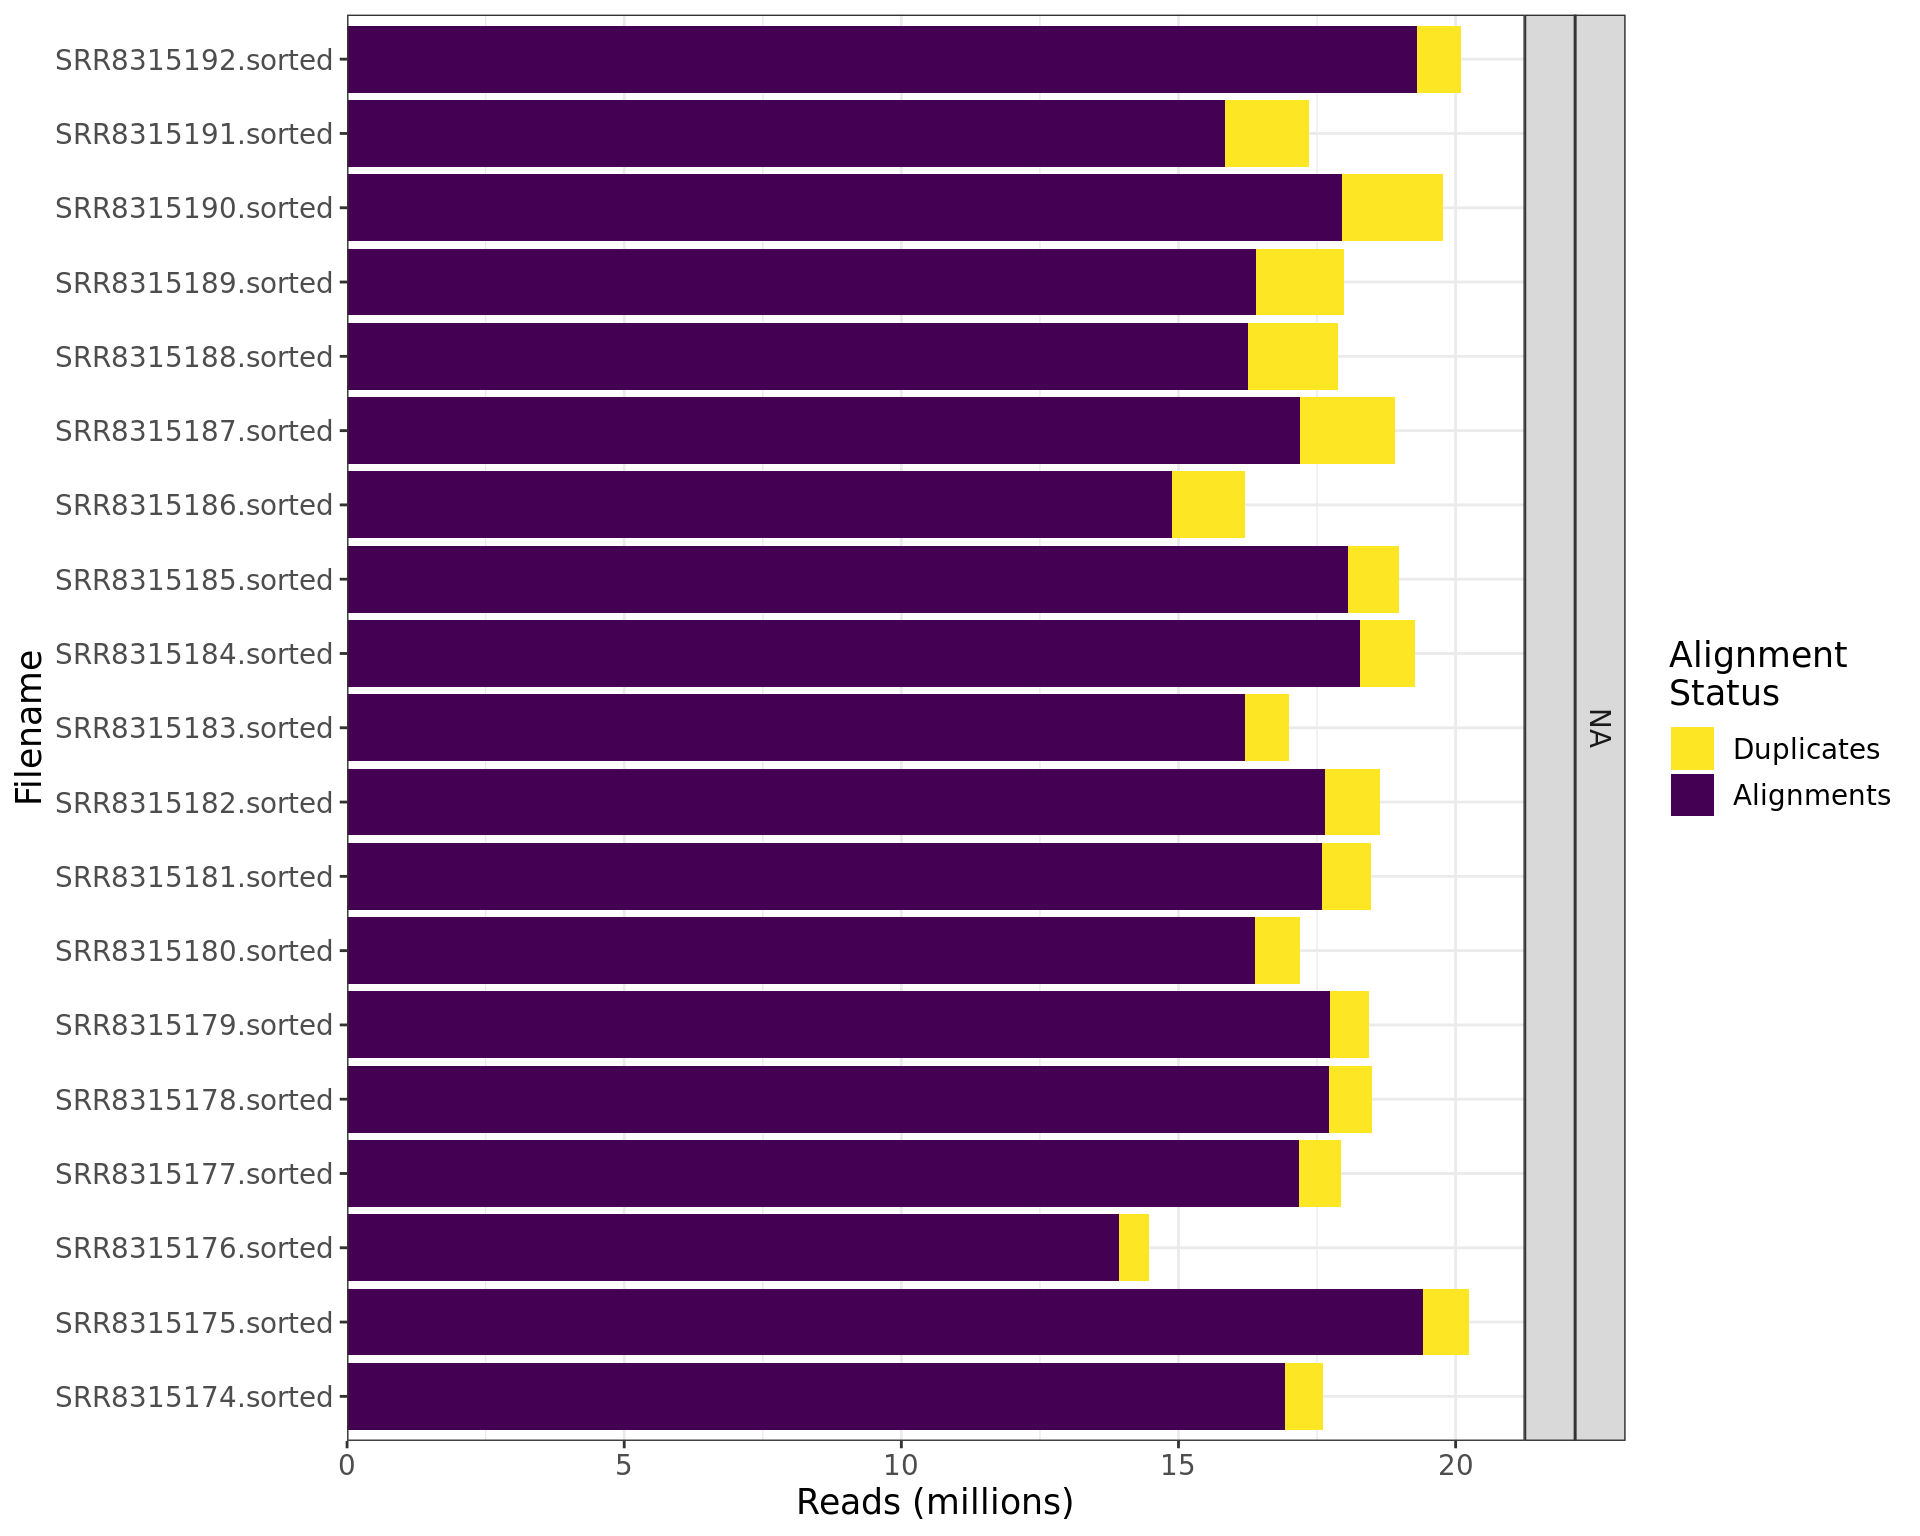 SRR8315192.sorted
SRR8315191.sorted
SRR8315190.sorted
SRR8315189.sorted
SRR8315188.sorted
SRR8315187.sorted
SRR8315186.sorted
SRR8315185.sorted
SRR8315184.sorted
SRR8315183.sorted
SRR8315182.sorted
SRR8315181.sorted
SRR8315180.sorted
SRR8315179.sorted
SRR8315178.sorted
SRR8315177.sorted
SRR8315176.sorted
SRR8315175.sorted
SRR8315174.sorted
Filename
0 5 10 15 20
Reads (millions)
NA
Alignment
Status
Duplicates
Alignments